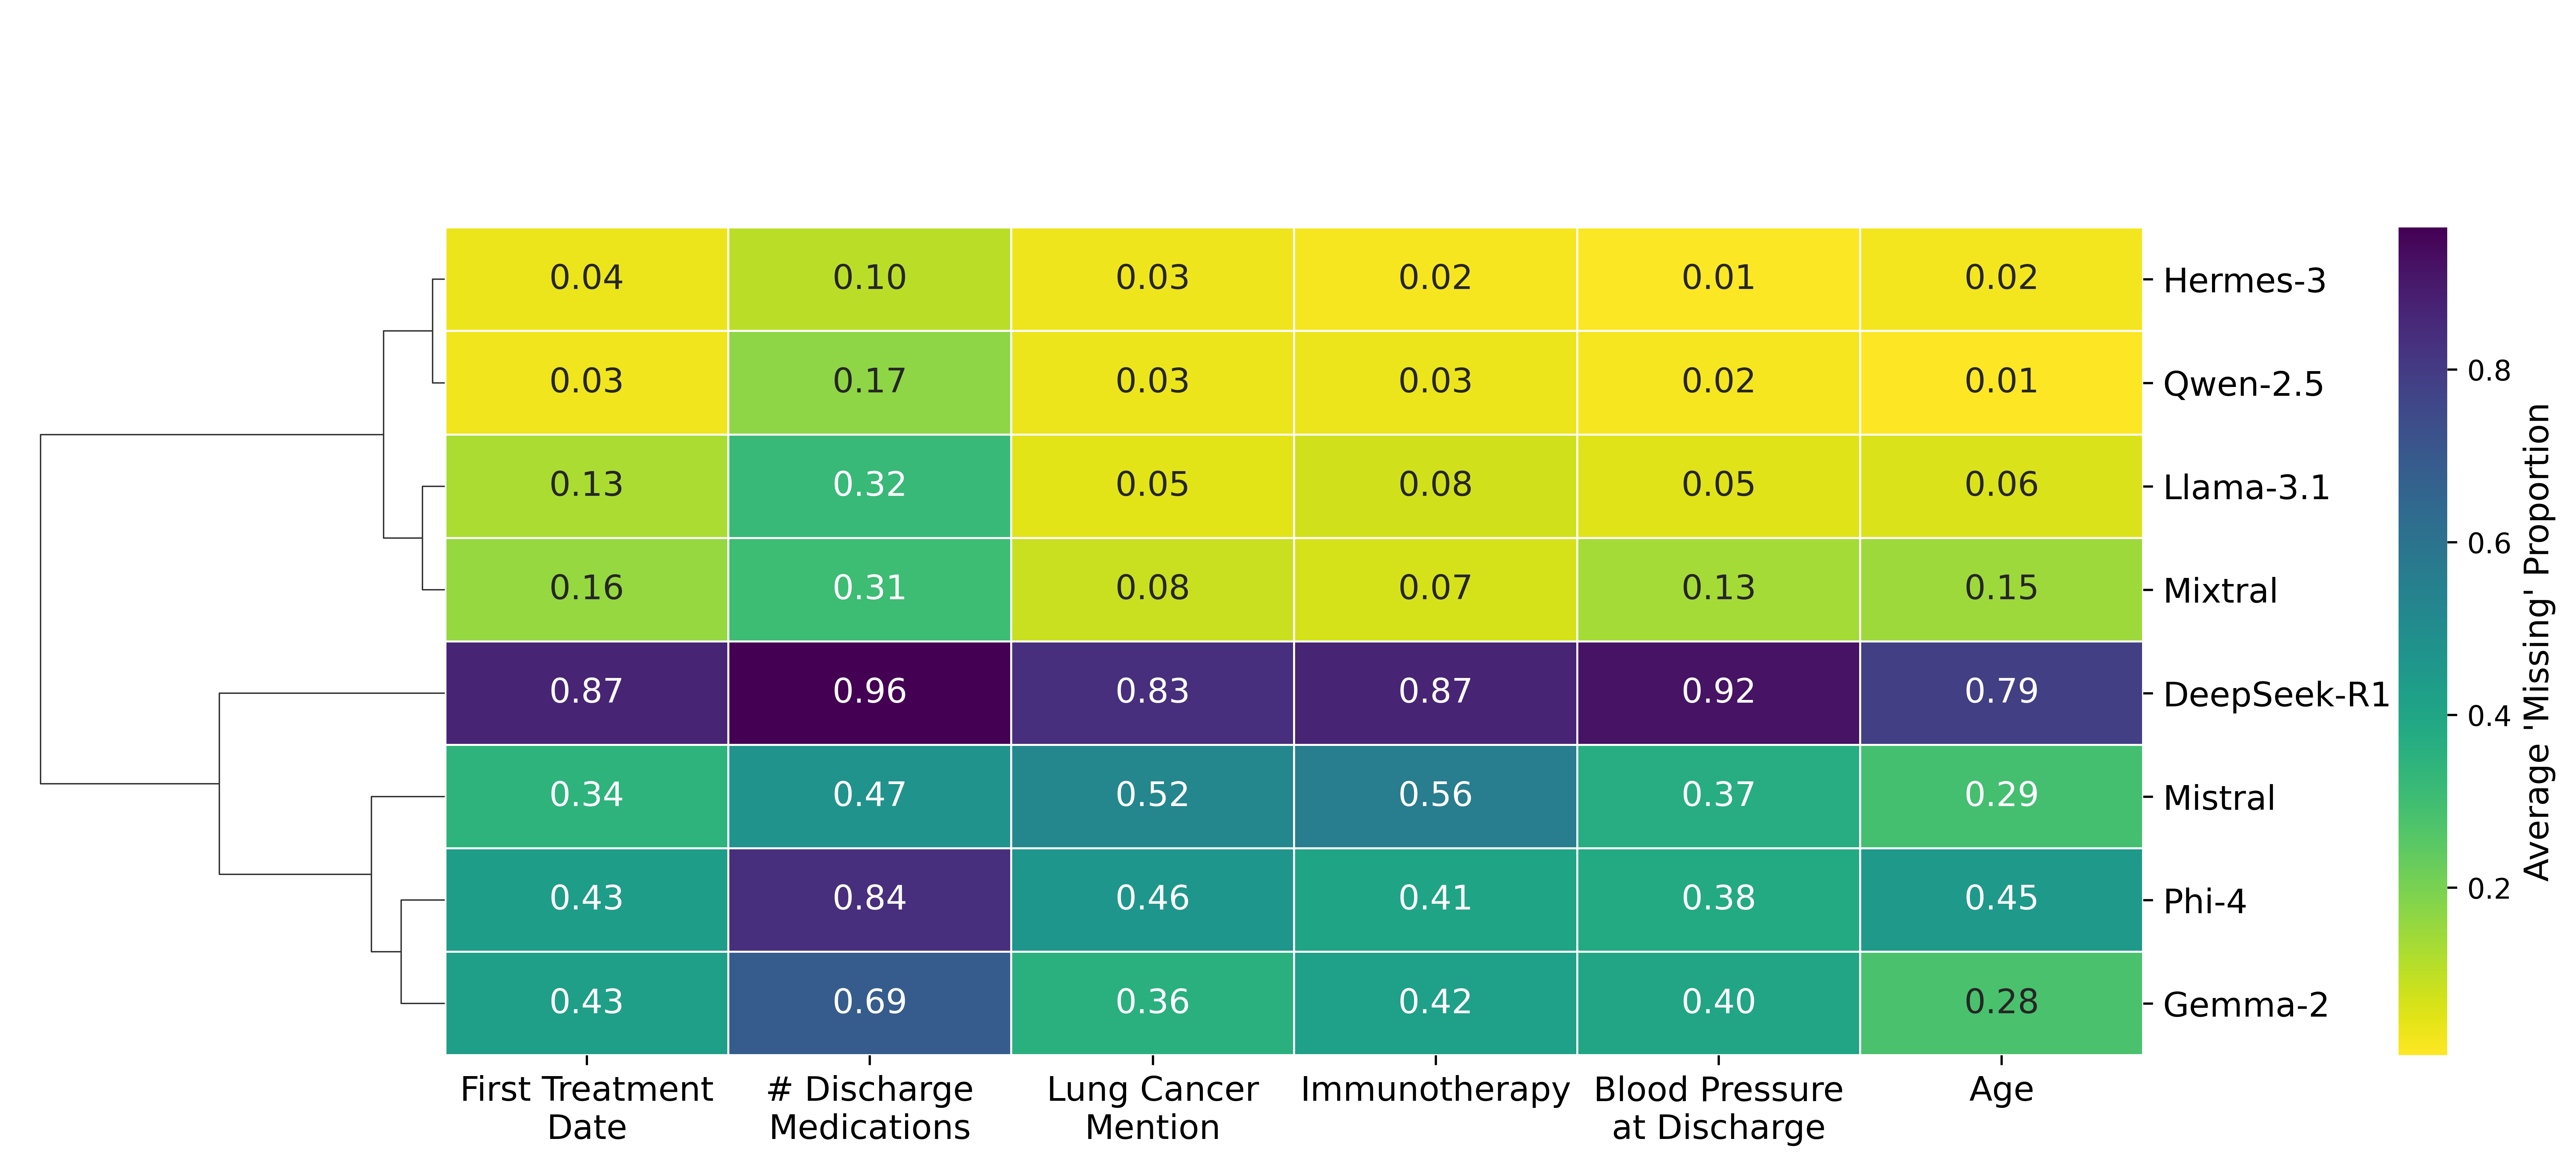 0.04 0.10 0.03 0.02 0.01 0.02 Hermes-3
0.03 0.17 0.03 0.03 0.02 0.01 Qwen-2.5
0.13 0.32 0.05 0.08 0.05 0.06 Llama-3.1
0.16 0.31 0.08 0.07 0.13 0.15 Mixtral
0.87 0.96 0.83 0.87 0.92 0.79 DeepSeek-R1
0.34 0.47 0.52 0.56 0.37 0.29 Mistral
0.43 0.84 0.46 0.41 0.38 0.45 Phi-4
0.43 0.69 0.36 0.42 0.40 0.28 Gemma-2
First Treatment
Date
# Discharge
Medications
Lung Cancer
Mention
Immunotherapy
Blood Pressure
at Discharge
Age
0.8
0.6
0.4
0.2
Average 'Missing' Proportion